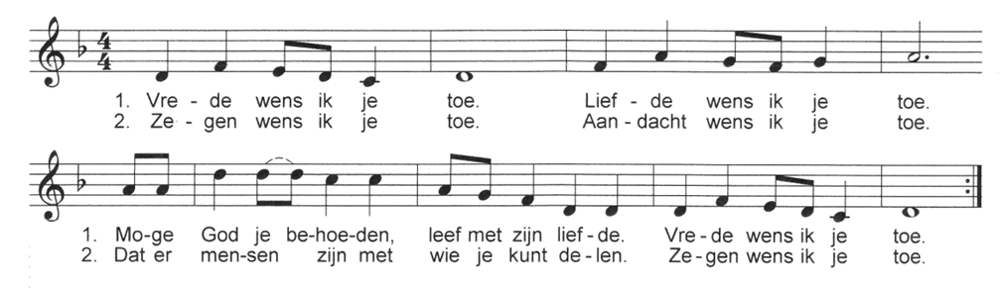 4
4
1. Vre - de wens ik je toe. Lief - de wens ik je toe.
2. Ze - gen wens ik je toe. Aan - dacht wens ik je toe.
1. Mo-ge God je be-hoe-den, leef met zijn lief-de. Vre-de wens ik je toe.
2. Dat er men-sen zijn met wie je kunt de-len. Ze-gen wens ik je toe.